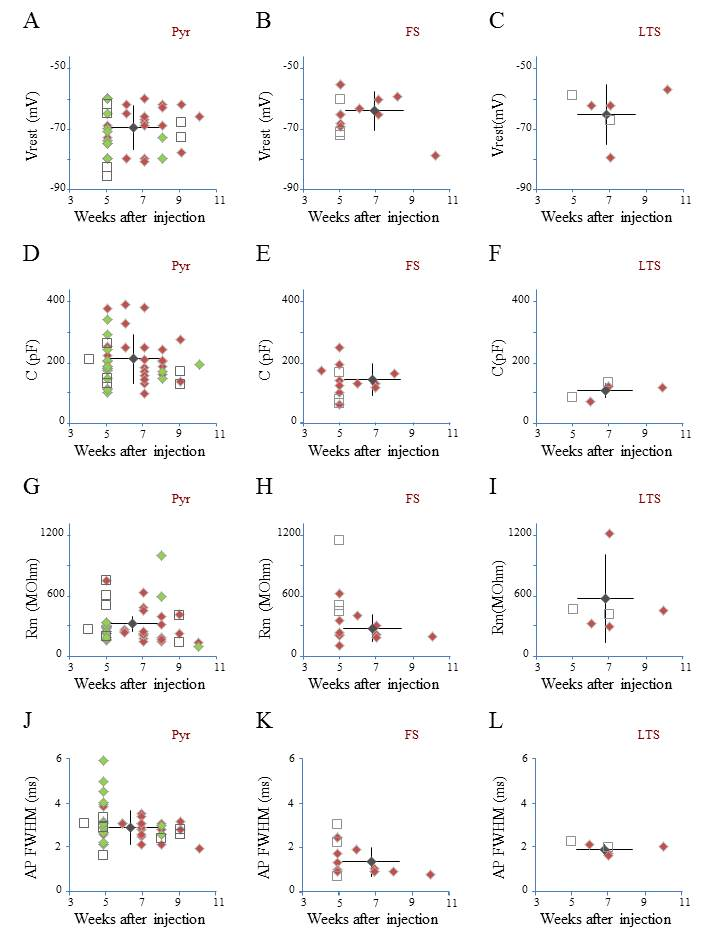 A Pyr B FS C LTS
-50 -50 -50
Vrest (mV) Vrest (mV) Vrest(mV)
-70 -70 -70
-90 -90 -90
3 5 7 9 11 3 5 7 9 11 3 5 7 9 11
Weeks after injection Weeks after injection Weeks after injection
D Pyr E FS F LTS
400 400 400
C (pF) C (pF) C(pF)
200 200 200
0 0 0
3 5 7 9 11 3 5 7 9 11 3 5 7 9 11
Weeks after injection Weeks after injection Weeks after injection
G Pyr H FS I LTS
1200 1200 1200
Rm (MOhm) Rm (MOhm) Rm(MOhm)
600 600 600
0 0 0
3 5 7 9 11 3 5 7 9 11 3 5 7 9 11
Weeks after injection Weeks after injection Weeks after injection
J Pyr K FS L LTS
6 6 6
AP FWHM (ms) AP FWHM (ms) AP FWHM (ms)
4 4 4
2 2 2
0 0 0
3 5 7 9 11 3 5 7 9 11 3 5 7 9 11
Weeks after injection Weeks after injection Weeks after injection